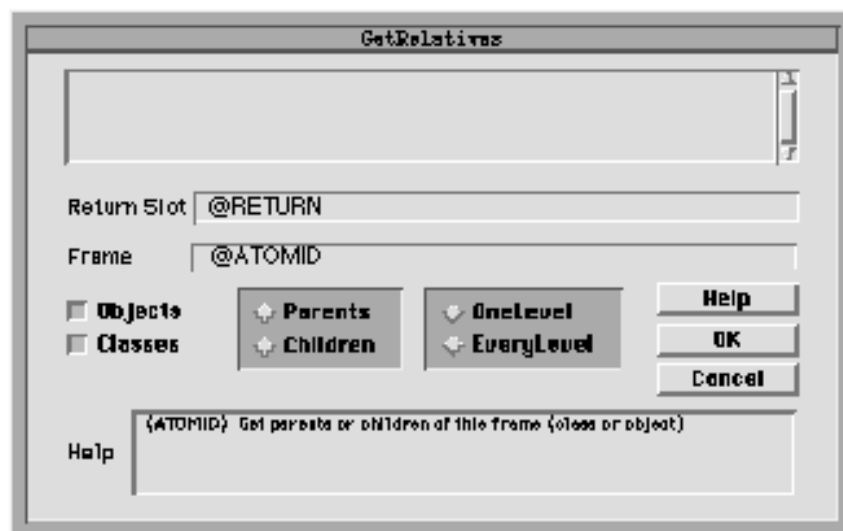 GetRelatives
Return Slot @RETURN
Frame @ATOMID
Objects Parents OneLevel Help
Classes Children EveryLevel OK
Cancel
(ATOMID) Get parents or children of this frame (class or object)
Help